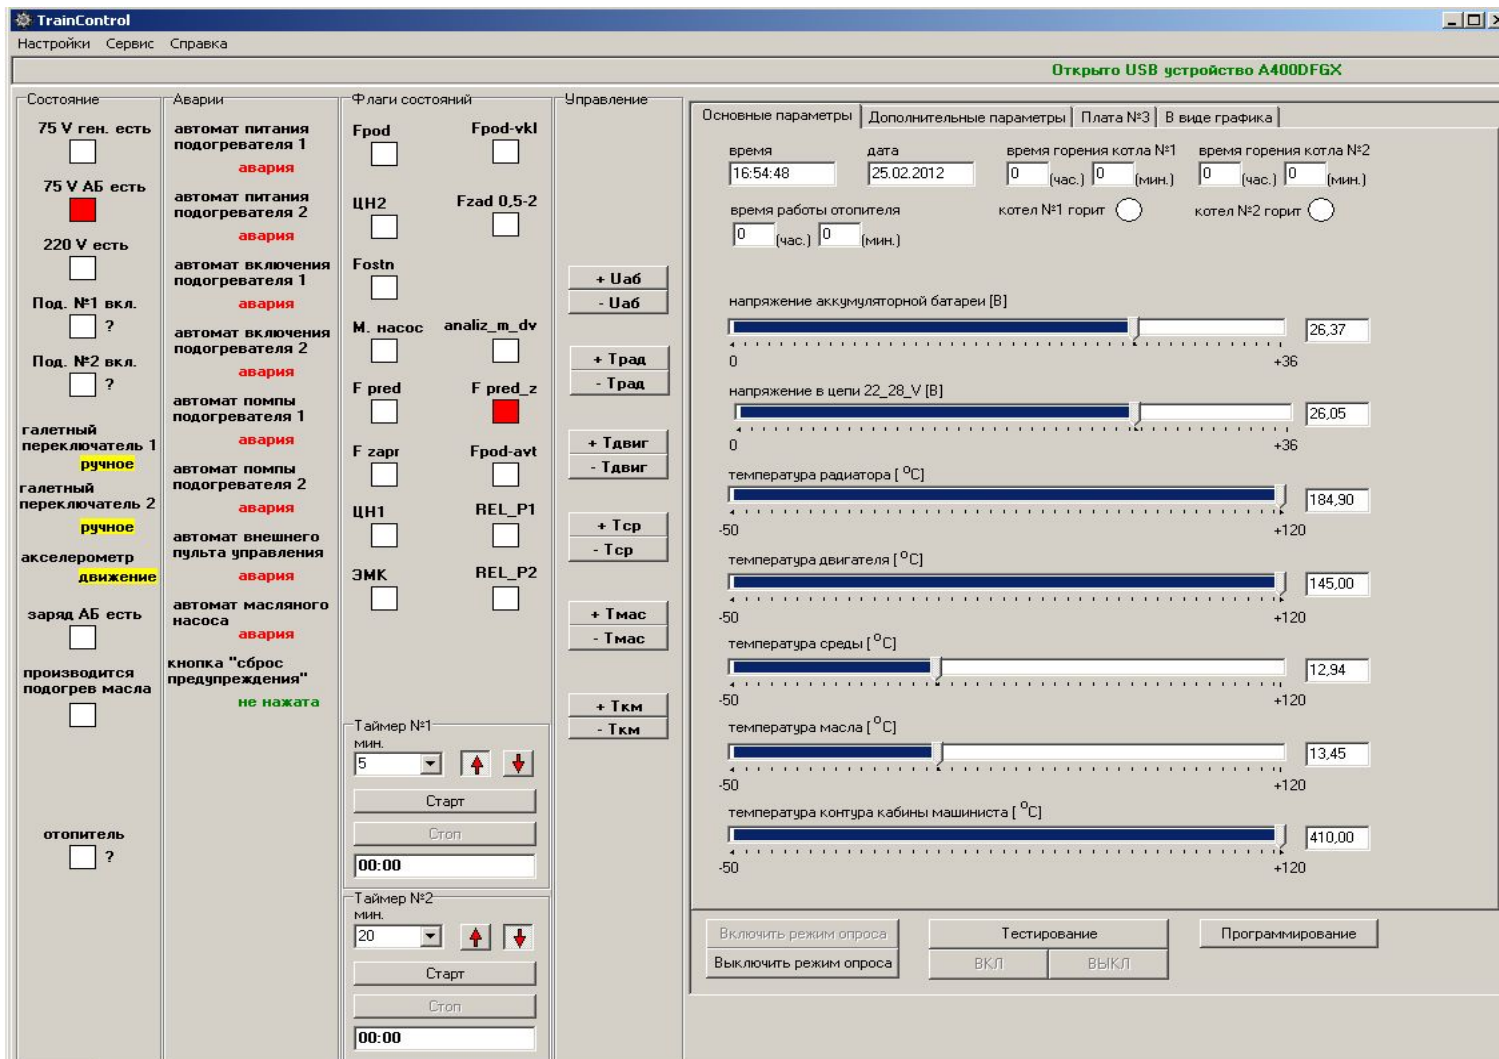 TrainControl
Настройки Сервис Справка
Открыто USB устройство A400DFGX
Состояние
75 V ген. есть
75 V АБ есть
220 V есть
Под. №1 вкл.
?
Под. №2 вкл.
?
галетный
переключатель 1
ручное
галетный
переключатель 2
ручное
акселерометр
движение
заряд АБ есть
производится
подогрев масла
отопитель
?
Аварии
автомат питания
подогревателя 1
авария
автомат питания
подогревателя 2
авария
автомат включения
подогревателя 1
авария
автомат включения
подогревателя 2
авария
автомат помпы
подогревателя 1
авария
автомат помпы
подогревателя 2
авария
автомат внешнего
пульта управления
авария
автомат масляного
насоса
авария
кнопка "сброс
предупреждения"
не нажата
Флаги состояний
Fpod Fpod-vkl
ЦН2 Fzad 0,5-2
Fostn
М. насос analiz_m_dv
F pred F pred_z
F zapr Fpod-avt
ЦН1 REL_P1
ЭМК REL_P2
Таймер №1
мин.
5
Старт
Стоп
00:00
Таймер №2
мин.
20
Старт
Стоп
00:00
Управление
+ Uаб
- Uаб
+ Трад
- Трад
+ Тдвиг
- Тдвиг
+ Тср
- Тср
+ Тмас
- Тмас
+ Ткм
- Ткм
Основные параметры Дополнительные параметры Плата №3 В виде графика
время дата время горения котла №1 время горения котла №2
16:54:48 25.02.2012 0 (час.) 0 (мин.) 0 (час.) 0 (мин.)
время работы отопителя котел №1 горит котел №2 горит
0 (час.) 0 (мин.)
напряжение аккумуляторной батареи [В]
26,37
0 +36
напряжение в цепи 22_28_V [В]
26,05
0 +36
температура радиатора [ °C]
184,90
-50 +120
температура двигателя [ °C]
145,00
-50 +120
температура среды [ °C]
12,94
-50 +120
температура масла [ °C]
13,45
-50 +120
температура контура кабины машиниста [ °C]
410,00
-50 +120
Включить режим опроса Тестирование Программирование
Выключить режим опроса ВКЛ ВЫКЛ